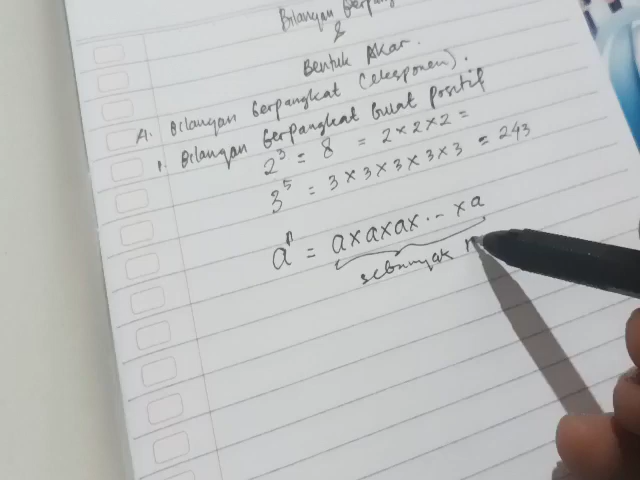 Bilangan Berpang
&
Bentuk Akar.
A. Bilangan berpangkat (eksponen).
1. Bilangan berpangkat bulat positif
2³ = 8 = 2 × 2 × 2 =
3⁵ = 3 × 3 × 3 × 3 × 3 = 243
aⁿ = a × a × a × ... × a
sebanyak n